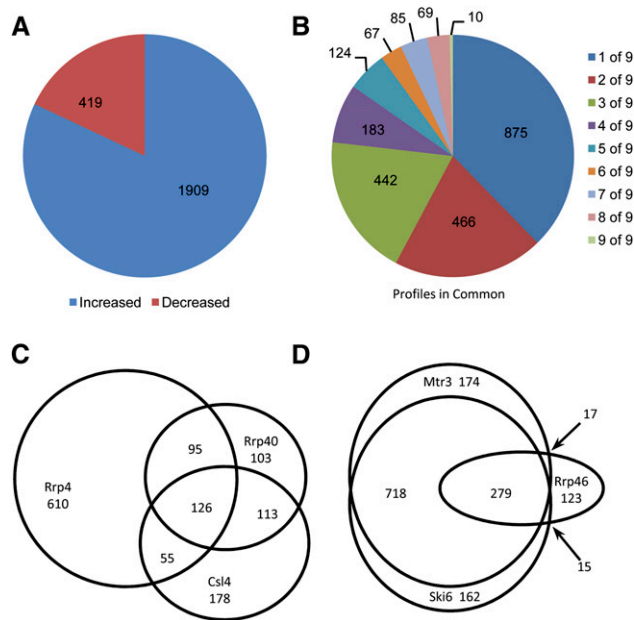 A
419
1909
Increased
Decreased
B
10
69
85
67
124
183
875
442
466
1 of 9
2 of 9
3 of 9
4 of 9
5 of 9
6 of 9
7 of 9
8 of 9
9 of 9
Profiles in Common
C
95
Rrp40
103
Rrp4
610
126
113
55
Csl4
178
D
Mtr3 174
17
Rrp46
123
718
279
15
Ski6 162